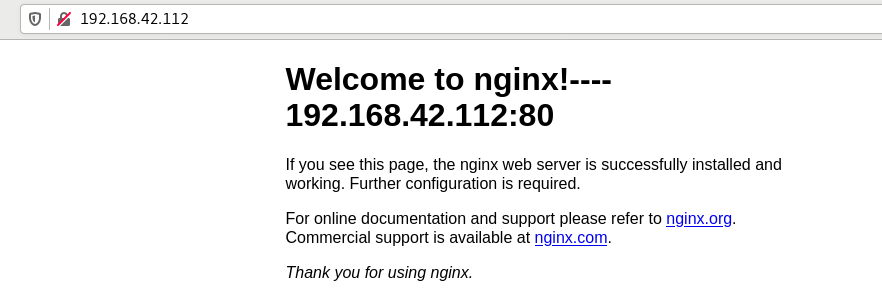 192.168.42.112
Welcome to nginx!----
192.168.42.112:80
If you see this page, the nginx web server is successfully installed and
working. Further configuration is required.
For online documentation and support please refer to nginx.org.
Commercial support is available at nginx.com.
Thank you for using nginx.